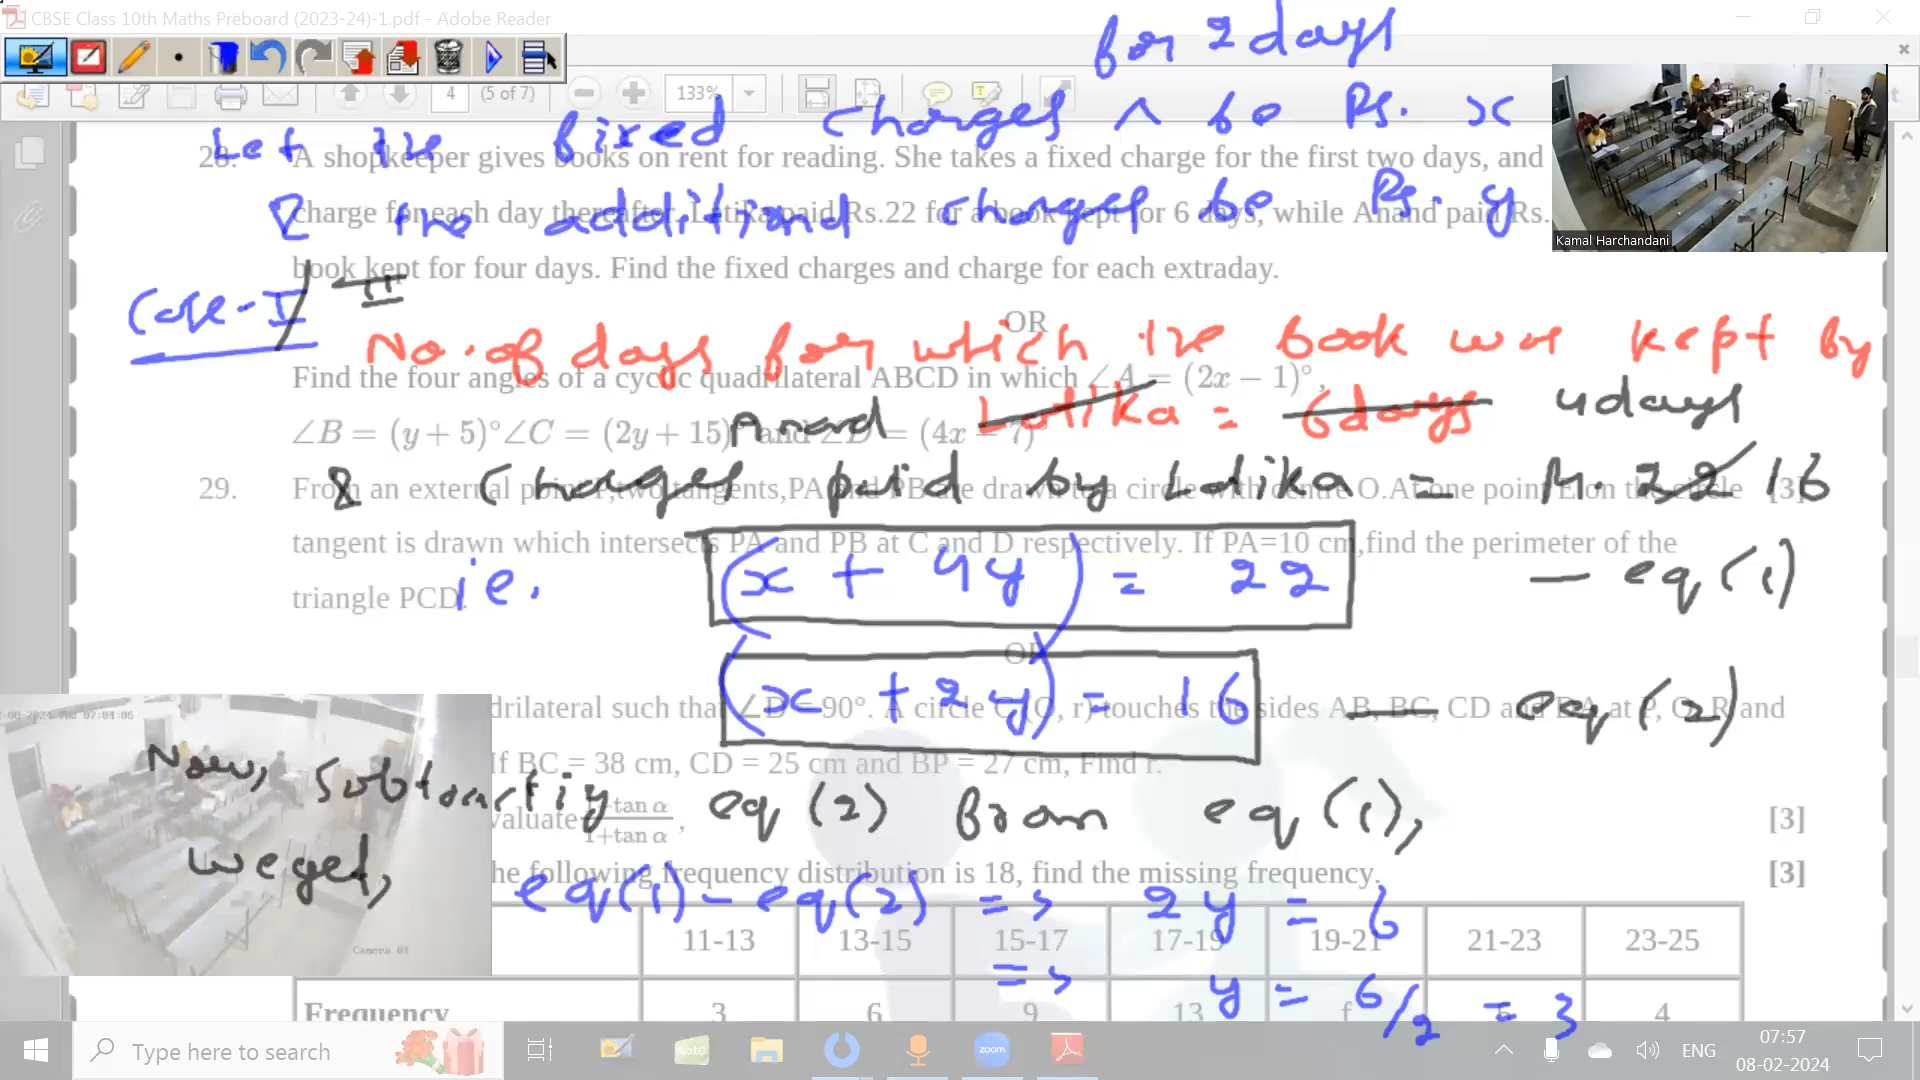 CBSE Class 10th Maths Preboard (2023-24)-1.pdf - Adobe Reader
for 2 days
4 (5 of 7) 133%
Let the fixed charges ^ be Rs. x
28. A shopkeeper gives books on rent for reading. She takes a fixed charge for the first two days, and
& the additional charges be Rs. y
charge for each day thereafter. Latika paid Rs.22 for a book kept for 6 days, while Anand paid Rs.
Kamal Harchandani
book kept for four days. Find the fixed charges and charge for each extraday.
Case-I II
OR
No. of days for which the book was kept by
Find the four angles of a cyclic quadrilateral ABCD in which ∠A = (2x − 1)°,
Anand Latika = 6days 4days
∠B = (y + 5)°∠C = (2y + 15)° and ∠D = (4x − 7)°
& Charges paid by Latika = Rs. 22 16
29. From an external point P, two tangents,PA and PB are drawn to a circle with centre O.At one point E on the circle [3]
tangent is drawn which intersects PA and PB at C and D respectively. If PA=10 cm,find the perimeter of the
i.e. (x + 4y) = 22 — eq(1)
triangle PCD.
OR
(x + 2y) = 16 — eq(2)
drilateral such that ∠D = 90°. A circle C (O, r) touches the sides AB, BC, CD and DA at P, Q, R and
If BC = 38 cm, CD = 25 cm and BP = 27 cm, Find r.
Now, Subtractiy eq(2) from eq(1),
valuate 1−tan α / 1+tan α, [3]
we get,
he following frequency distribution is 18, find the missing frequency. [3]
eq(1) - eq(2) => 2y = 6
11-13 13-15 15-17 17-19 19-21 21-23 23-25
Camera 01
=> y = 6/2 = 3
Frequency 3 6 9 13 f 4
Type here to search
Note
zoom
ENG
07:57
08-02-2024